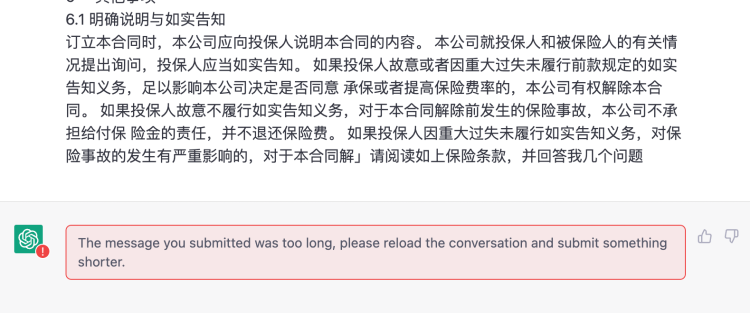 6.1 明确说明与如实告知
订立本合同时，本公司应向投保人说明本合同的内容。 本公司就投保人和被保险人的有关情
况提出询问，投保人应当如实告知。 如果投保人故意或者因重大过失未履行前款规定的如实
告知义务，足以影响本公司决定是否同意 承保或者提高保险费率的，本公司有权解除本合
同。 如果投保人故意不履行如实告知义务，对于本合同解除前发生的保险事故，本公司不承
担给付保 险金的责任，并不退还保险费。 如果投保人因重大过失未履行如实告知义务，对保
险事故的发生有严重影响的，对于本合同解」请阅读如上保险条款，并回答我几个问题
The message you submitted was too long, please reload the conversation and submit something
shorter.